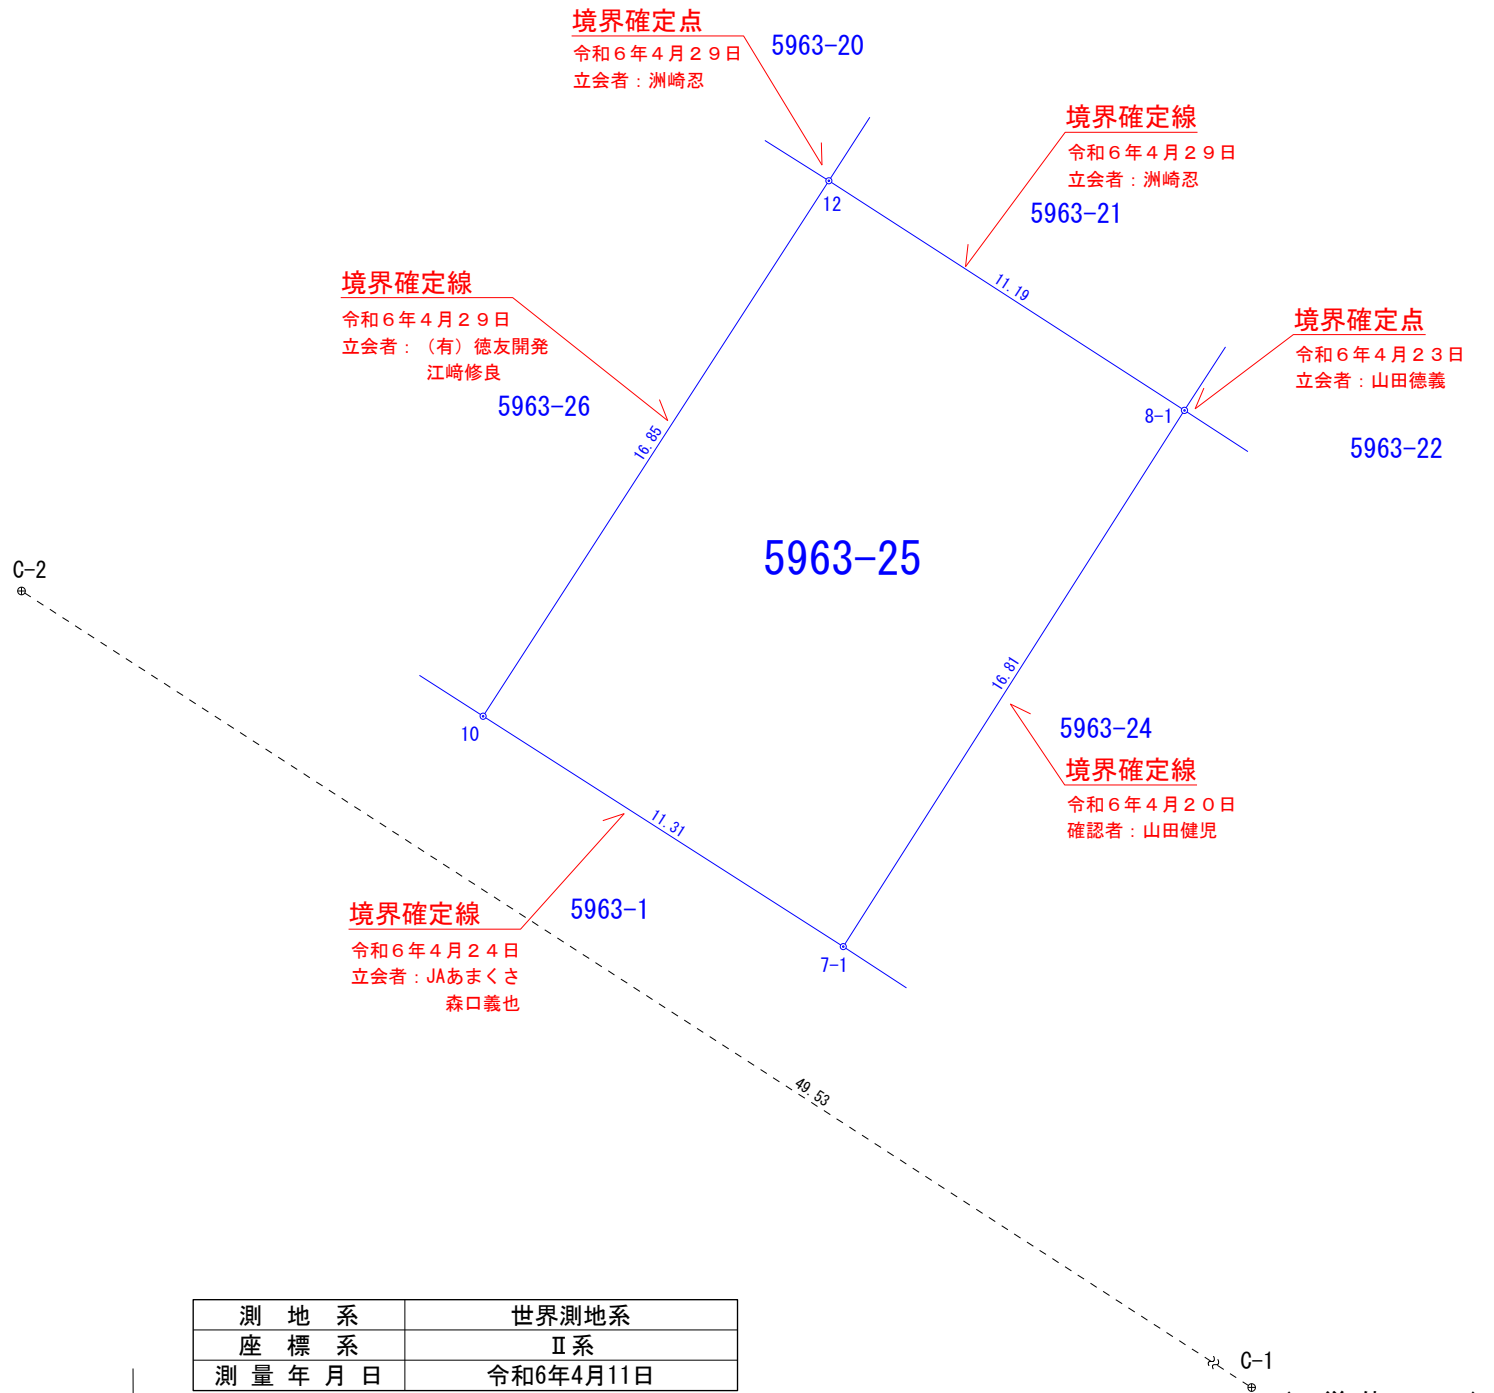 境界確定点
令和６年４月２９日
立会者：洲崎忍
5963-20
境界確定線
令和６年４月２９日
立会者：洲崎忍
5963-21
12
11.19
境界確定線
令和６年４月２９日
立会者：（有）徳友開発
江﨑修良
5963-26
16.85
境界確定点
令和６年４月２３日
立会者：山田德義
8-1
5963-22
5963-25
C-2
10
16.81
5963-24
境界確定線
令和６年４月２０日
確認者：山田健児
11.31
5963-1
境界確定線
令和６年４月２４日
立会者：JAあまくさ
森口義也
7-1
49.53
C-1
測地系 世界測地系
座標系 Ⅱ系
測量年月日 令和6年4月11日